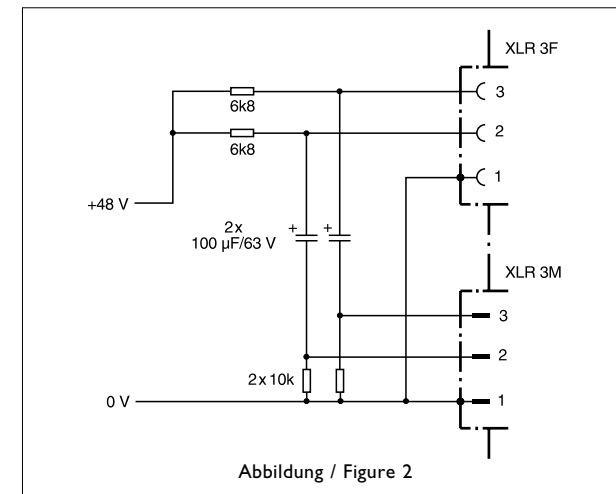 XLR 3F
3
6k8
2
6k8
1
+48 V
2x
100 µF/63 V
+ +
XLR 3M
3
2
2x10k
0 V
1
Abbildung / Figure 2